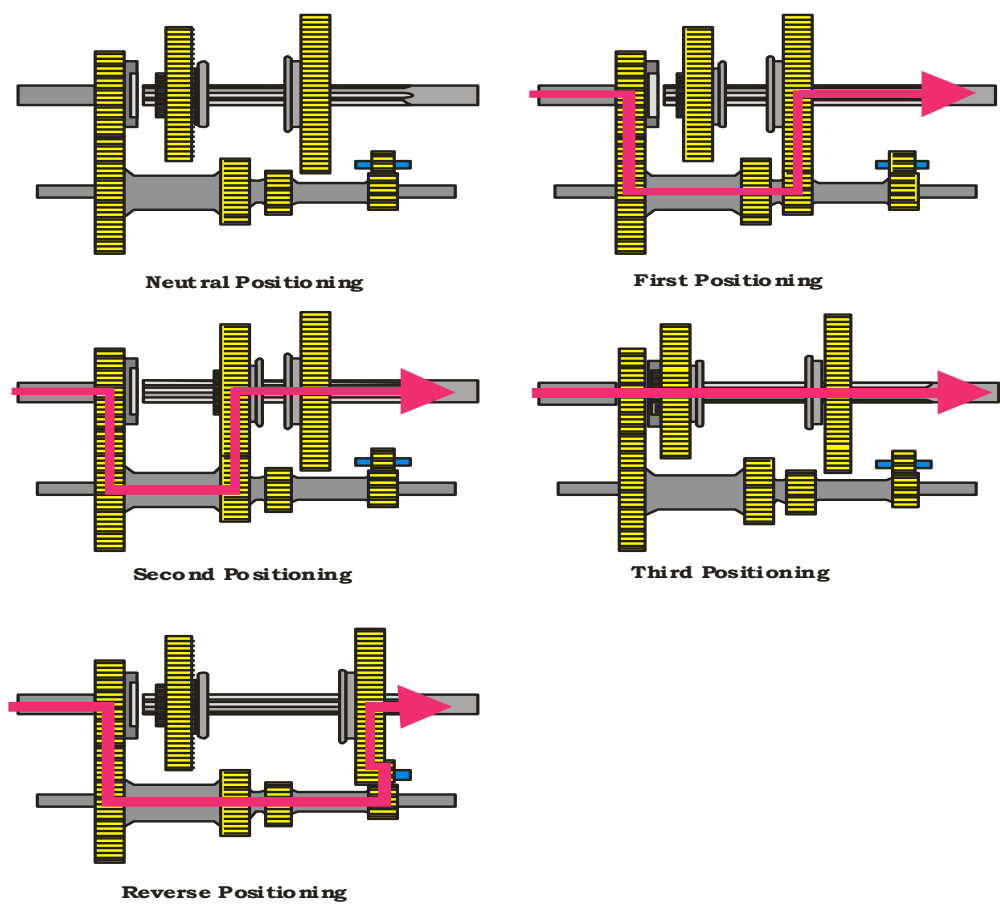 Neutral Positioning
First Positioning
Second Positioning
Third Positioning
Reverse Positioning